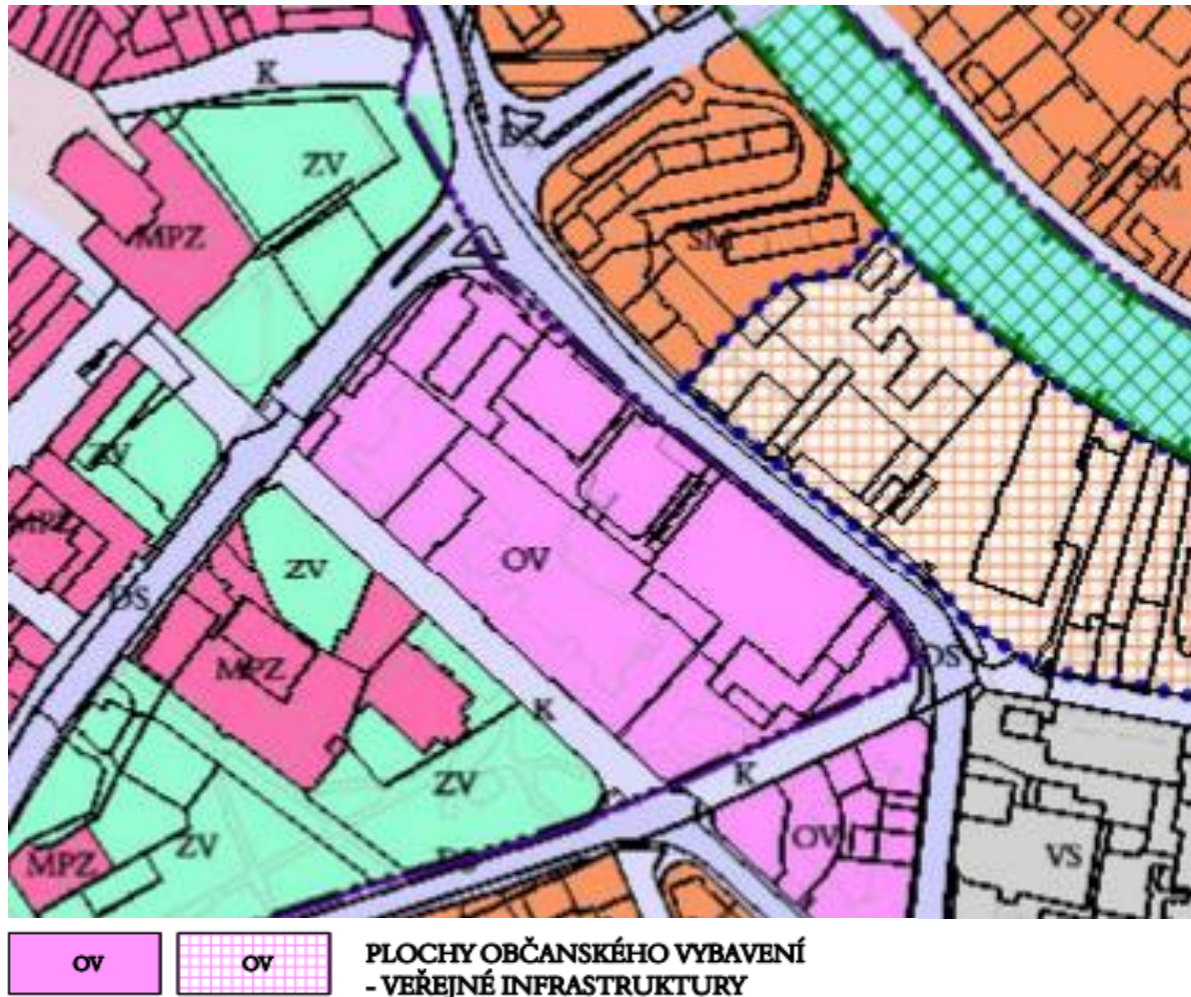 K
DS
ZV
SM
MPZ
SM
ZV
MPZ
OV
ZV
DS
MPZ
DS
K
ZV
K
OV
ZV
VS
MPZ
OV
OV
PLOCHY OBČANSKÉHO VYBAVENÍ
- VEŘEJNÉ INFRASTRUKTURY